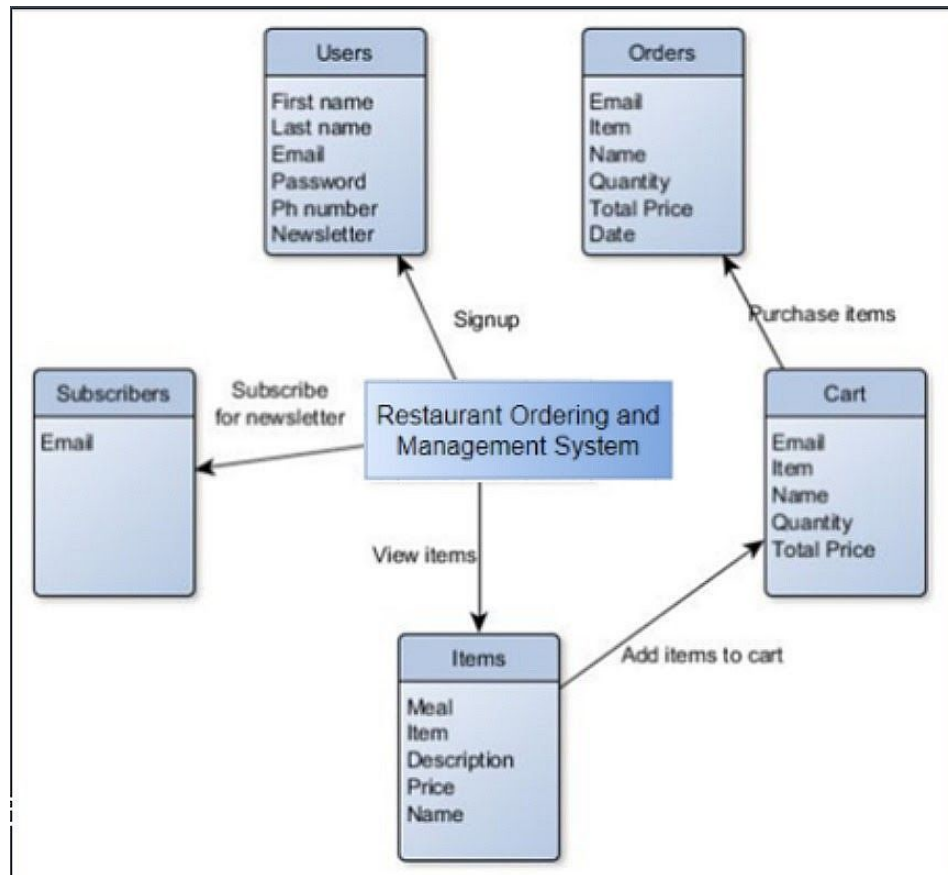 Users
First name
Last name
Email
Password
Ph number
Newsletter
Orders
Email
Item
Name
Quantity
Total Price
Date
Signup
Purchase items
Subscribers
Email
Subscribe
for newsletter
Restaurant Ordering and
Management System
Cart
Email
Item
Name
Quantity
Total Price
View items
Add items to cart
Items
Meal
Item
Description
Price
Name